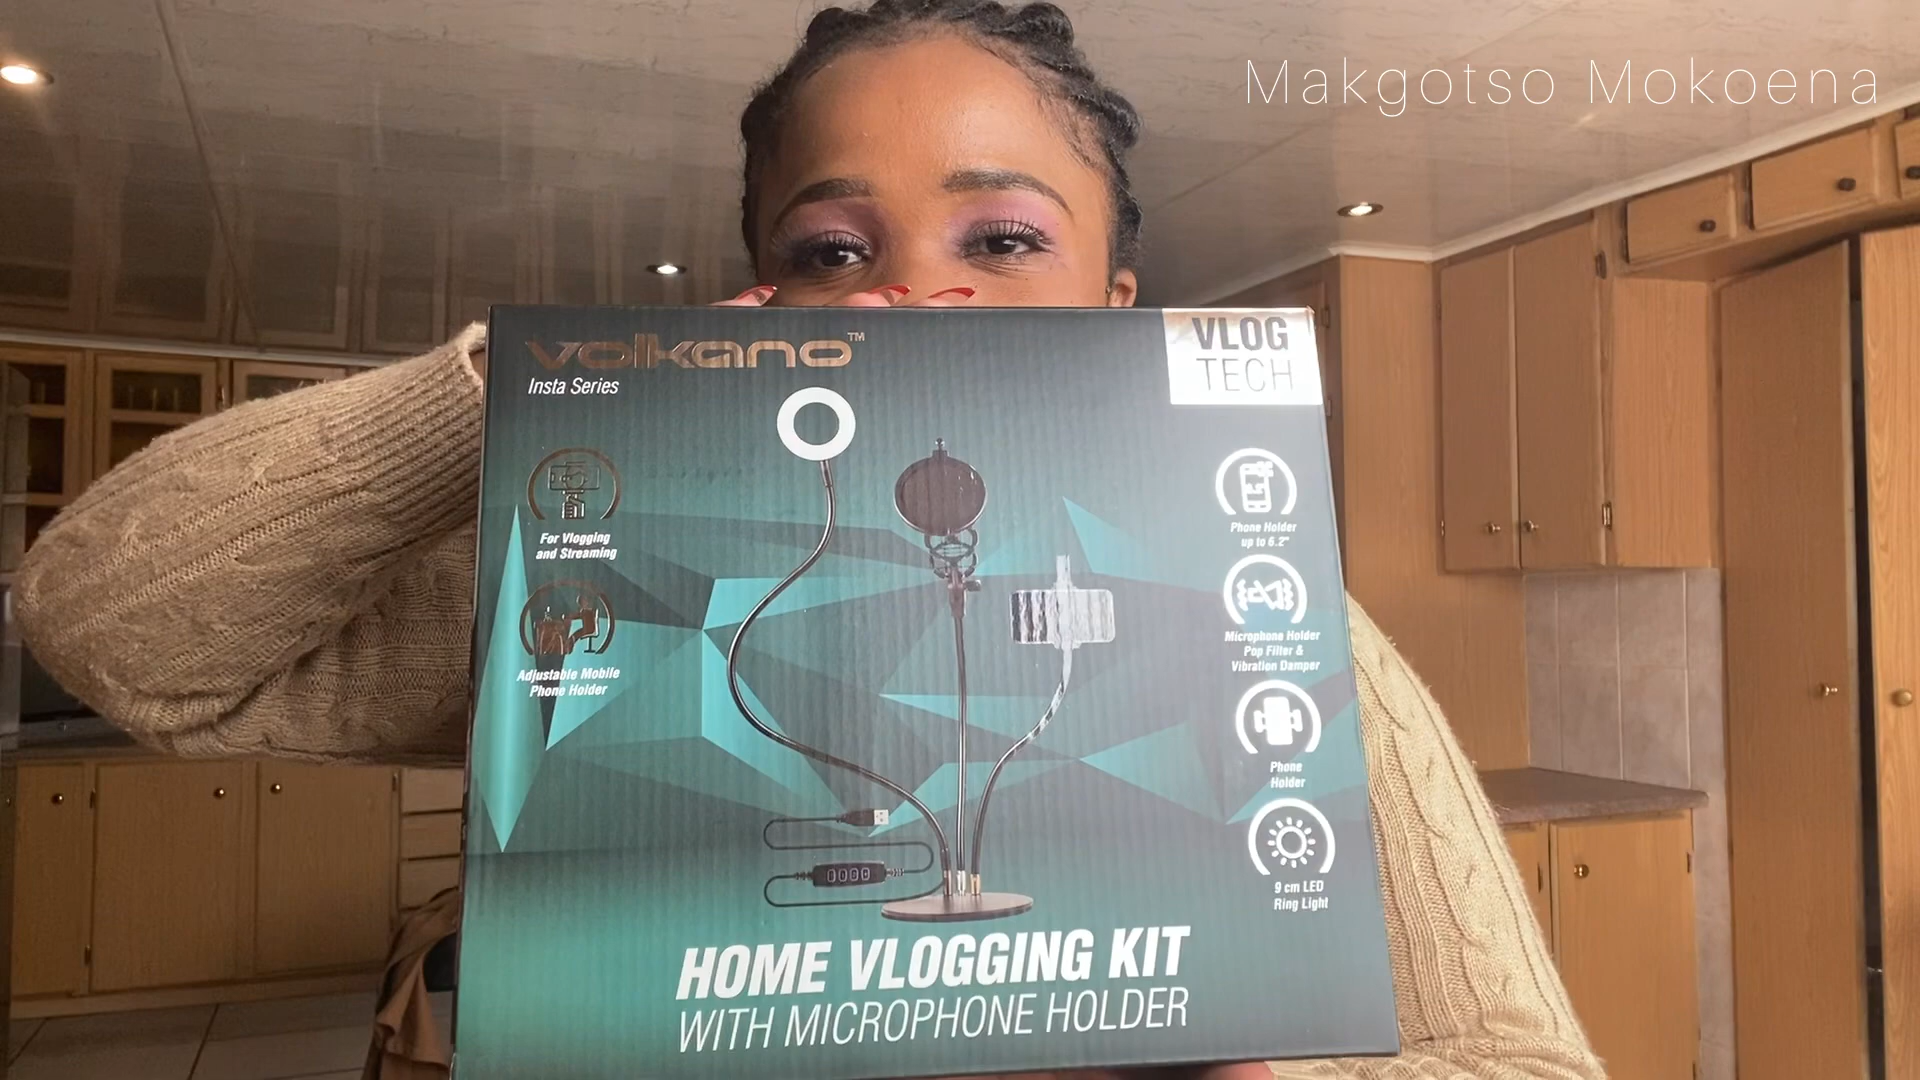 Makgotso Mokoena
volkano™
Insta Series
VLOG
TECH
For Vlogging
and Streaming
Adjustable Mobile
Phone Holder
Phone Holder
up to 6.2"
Microphone Holder
Pop Filter &
Vibration Damper
Phone
Holder
9 cm LED
Ring Light
HOME VLOGGING KIT
WITH MICROPHONE HOLDER